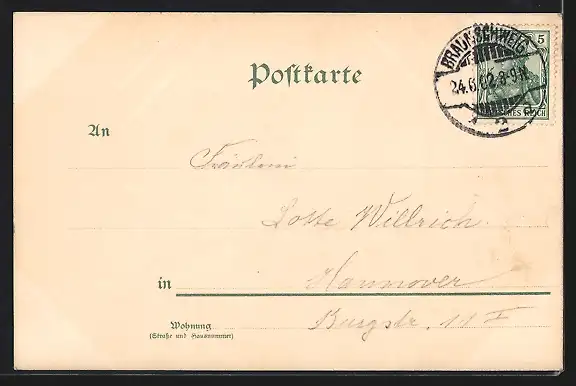 Postkarte
BRAUNSCHWEIG
5
24.6.02.8-9N.
* 2 a
DEUTSCHES REICH
An
Fräulein
Lotte Willrich.
in Hannover
Wohnung
(Straße und Hausnummer)
Burgstr. 11 I